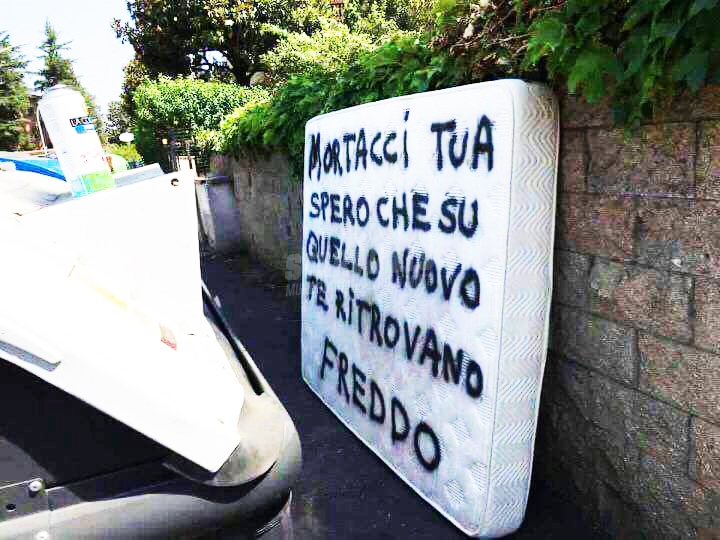 MORTACCi TUA
SPERO CHE SU
QUELLO NUOVO
TE RiTROVANO
FREDDO